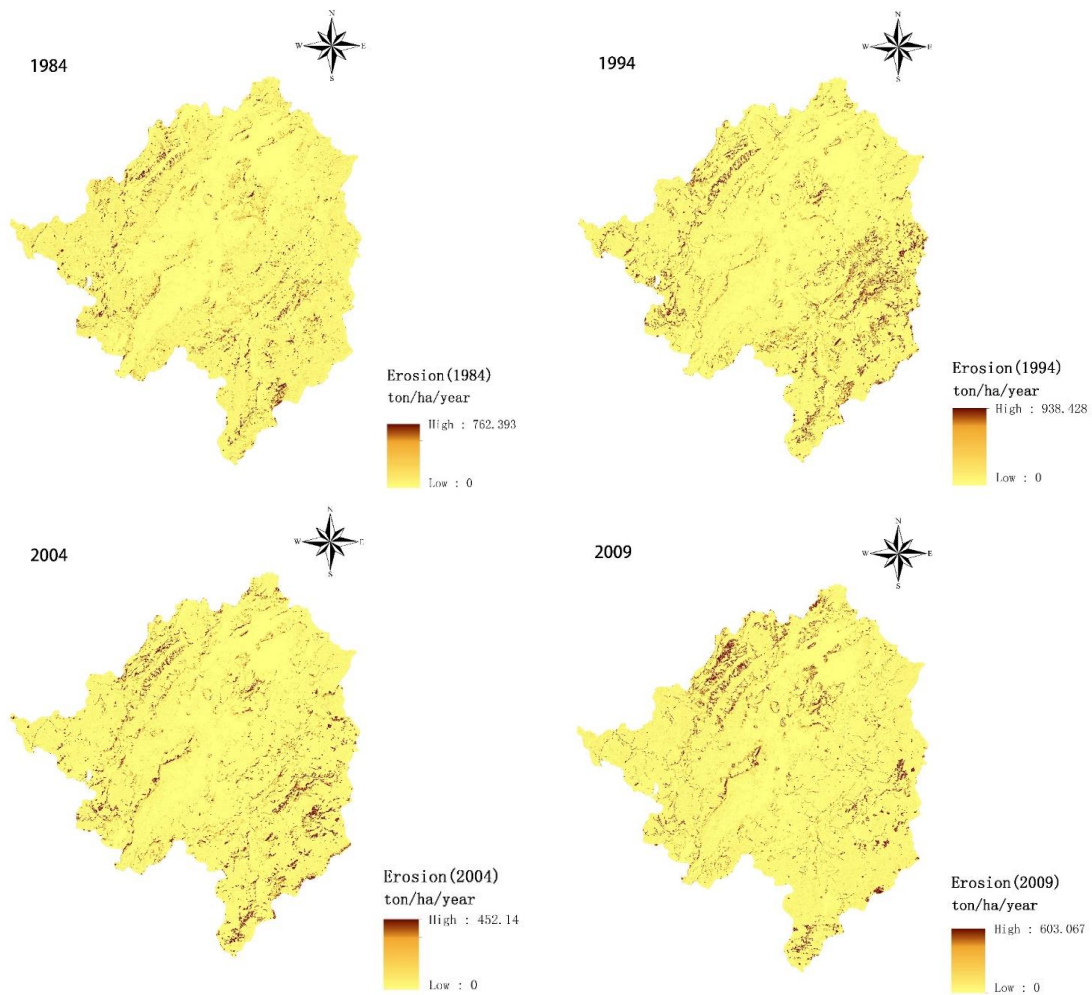 N
1984
W E
S
Erosion(1984)
ton/ha/year
High : 762.393
Low : 0
N
1994
W E
S
Erosion(1994)
ton/ha/year
High : 938.428
Low : 0
N
2004
W E
S
Erosion(2004)
ton/ha/year
High : 452.14
Low : 0
N
2009
W E
S
Erosion(2009)
ton/ha/year
High : 603.067
Low : 0